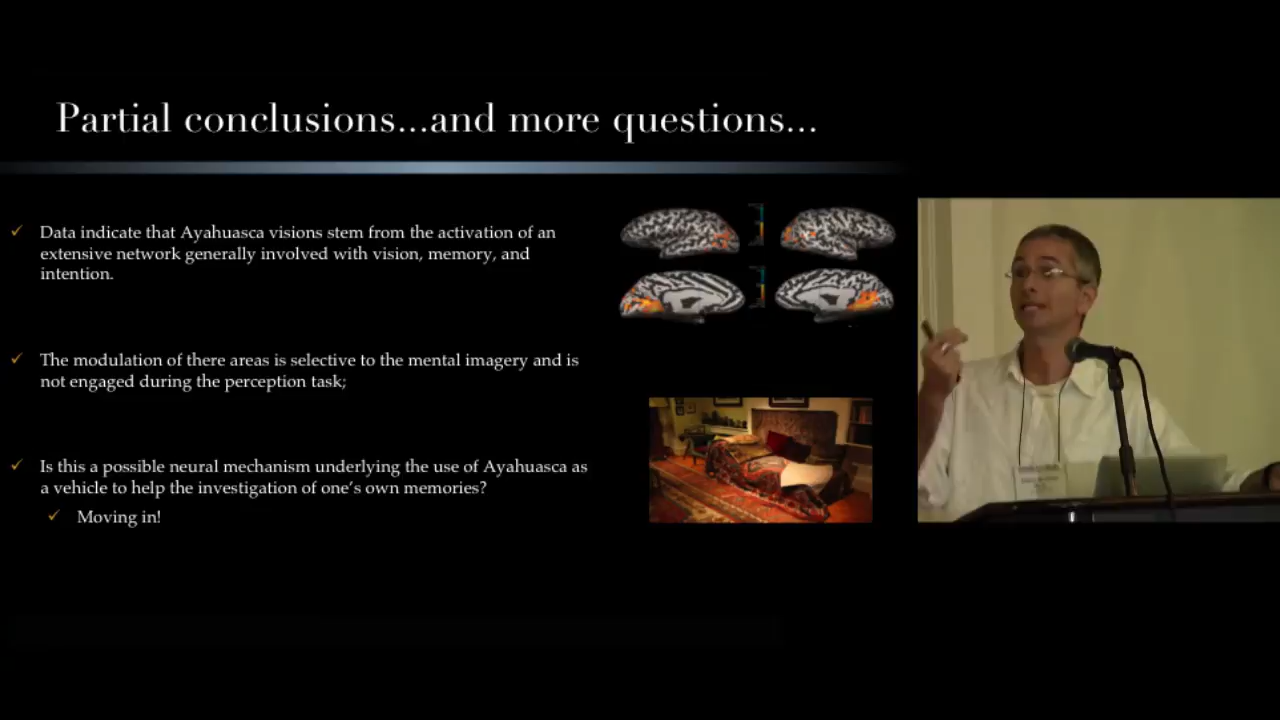 Partial conclusions...and more questions...
✓ Data indicate that Ayahuasca visions stem from the activation of an
extensive network generally involved with vision, memory, and
intention.
✓ The modulation of there areas is selective to the mental imagery and is
not engaged during the perception task;
✓ Is this a possible neural mechanism underlying the use of Ayahuasca as
a vehicle to help the investigation of one's own memories?
✓ Moving in!